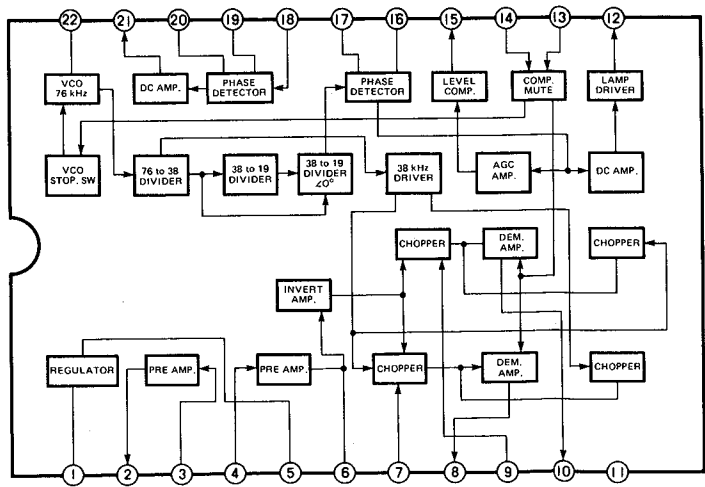 22 21 20 19 18 17 16 15 14 13 12
VCO
76 kHz
DC AMP.
PHASE
DETECTOR
PHASE
DETECTOR
LEVEL
COMP.
COMP.
MUTE
LAMP
DRIVER
VCO
STOP. SW
76 to 38
DIVIDER
38 to 19
DIVIDER
38 to 19
DIVIDER
∠0°
38 kHz
DRIVER
AGC
AMP.
DC AMP.
CHOPPER
DEM.
AMP.
CHOPPER
INVERT
AMP.
REGULATOR
PRE AMP.
PRE AMP.
CHOPPER
DEM.
AMP.
CHOPPER
1 2 3 4 5 6 7 8 9 10 11